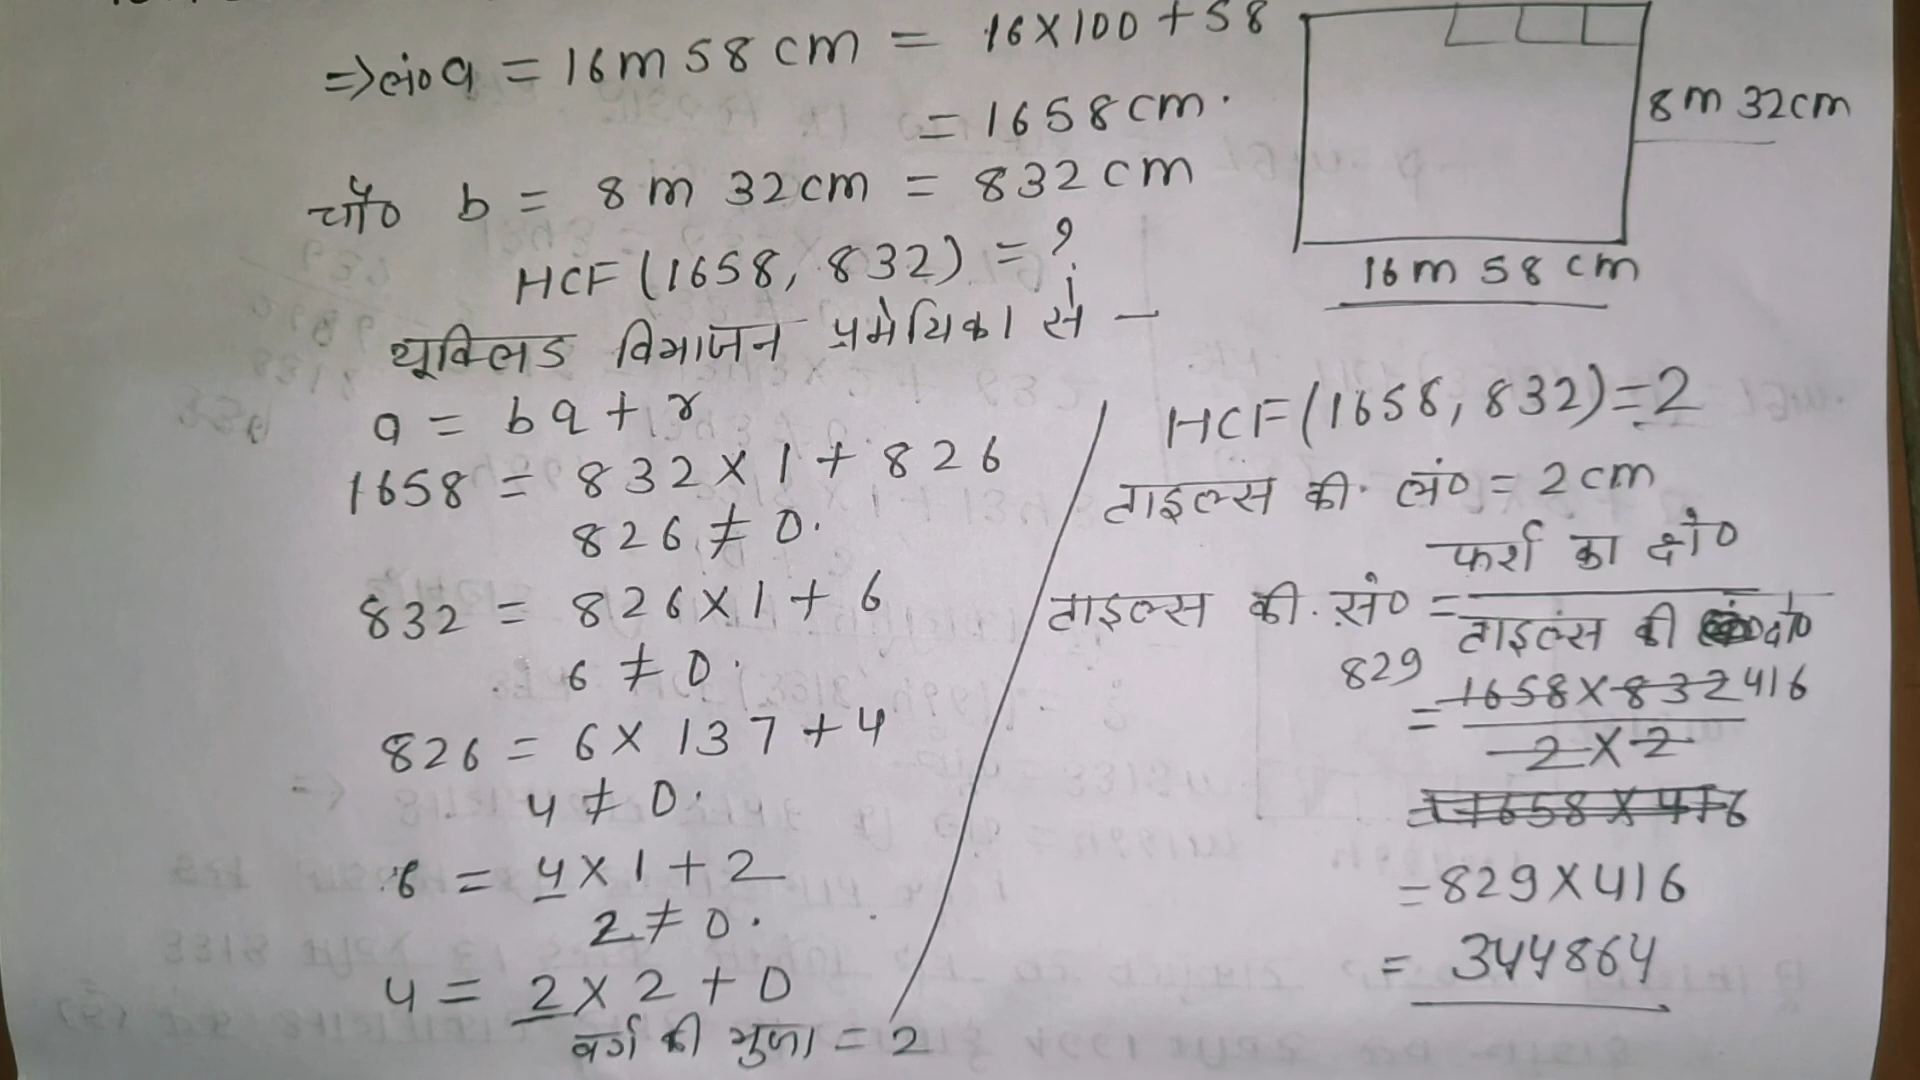 => लं० a = 16m 58 cm = 16 x 100 + 58
= 1658 cm.
चौ० b = 8 m 32 cm = 832 cm
8 m 32 cm
16 m 58 cm
HCF (1658, 832) = ?
यूक्लिड विभाजन प्रमेयिका से –
a = bq + r
1658 = 832 x 1 + 826
826 ≠ 0.
832 = 826 x 1 + 6
6 ≠ 0.
826 = 6 x 137 + 4
4 ≠ 0.
6 = 4 x 1 + 2
2 ≠ 0.
4 = 2 x 2 + 0
वर्ग की भुजा = 2
HCF (1658, 832) = 2
टाइल्स की लं० = 2 cm
फर्श का क्षे०
टाइल्स की सं० =
टाइल्स की क्षे०
829
= 1658 x 832 416
2 x 2
= 1658 x 416
= 829 x 416
= 344864